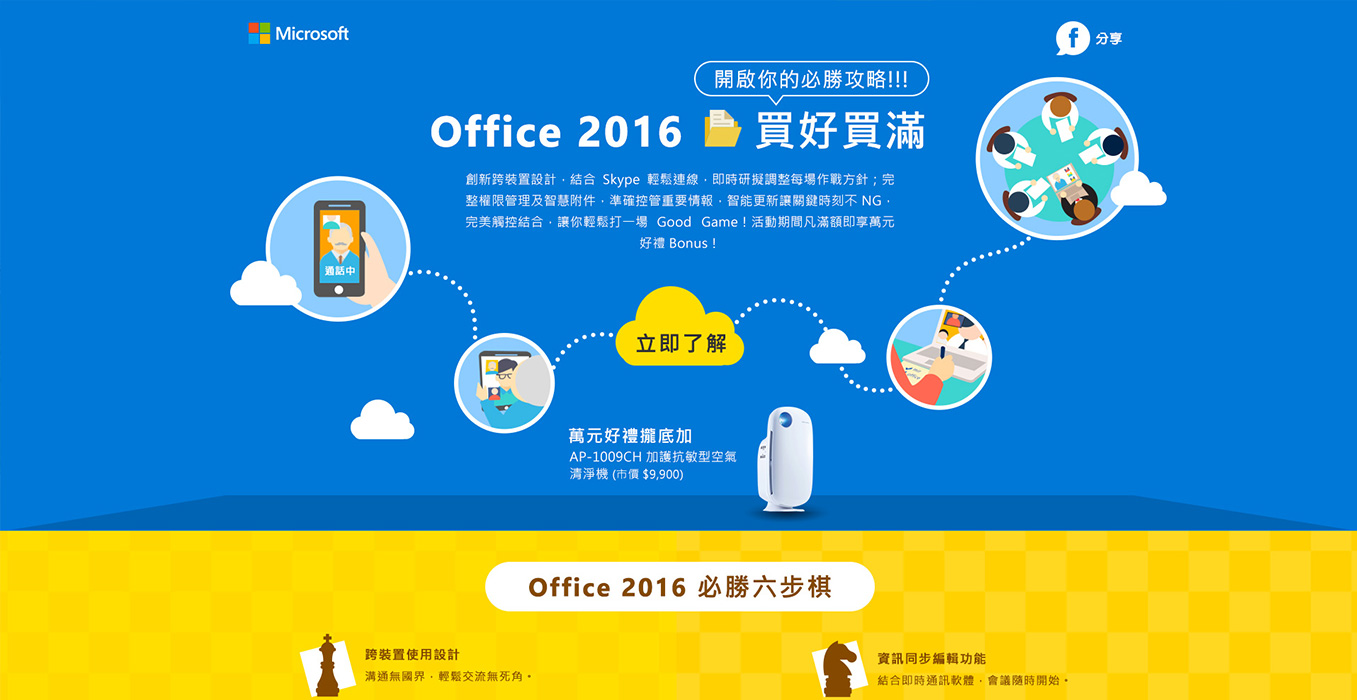 Microsoft
分享
開啟你的必勝攻略!!!
Office 2016 買好買滿
創新跨裝置設計，結合 Skype 輕鬆連線，即時研擬調整每場作戰方針；完
整權限管理及智慧附件，準確控管重要情報，智能更新讓關鍵時刻不 NG，
完美觸控結合，讓你輕鬆打一場 Good Game！活動期間凡滿額即享萬元
好禮 Bonus！
通話中
立即了解
萬元好禮攏底加
AP-1009CH 加護抗敏型空氣
清淨機 (市價 $9,900)
Office 2016 必勝六步棋
跨裝置使用設計
溝通無國界，輕鬆交流無死角。
資訊同步編輯功能
結合即時通訊軟體，會議隨時開始。